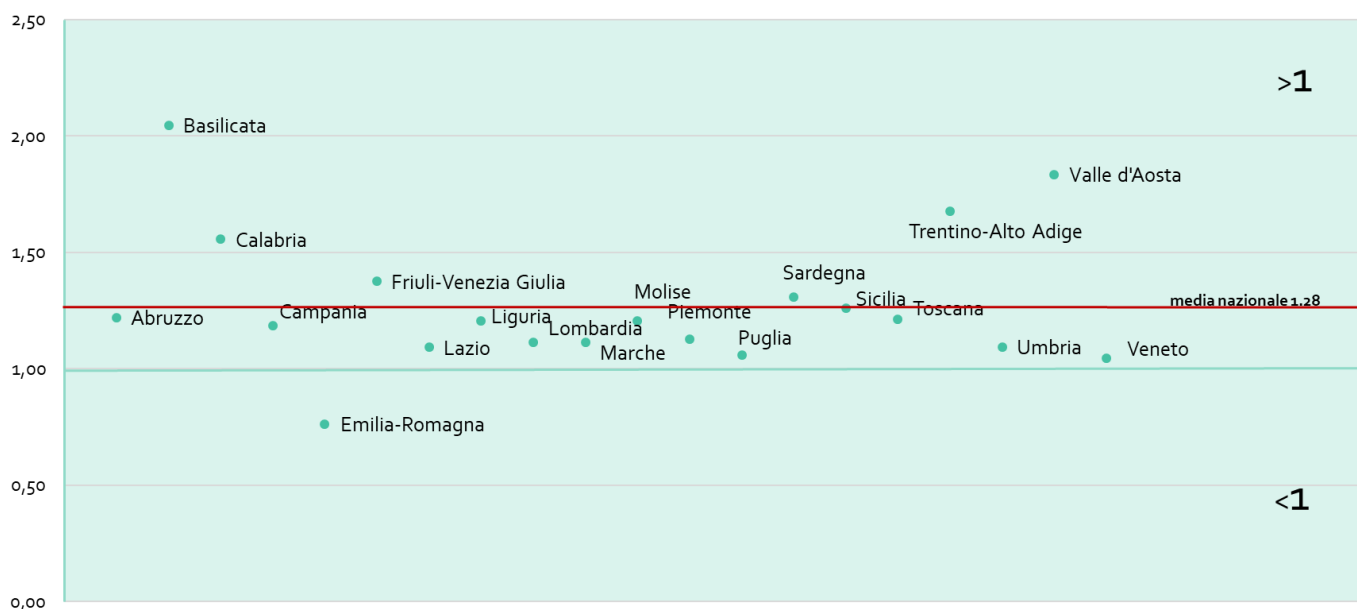 2,50
>1
2,00
Basilicata
Valle d'Aosta
Trentino-Alto Adige
1,50
Calabria
Sardegna
Friuli-Venezia Giulia
Molise
Sicilia
media nazionale 1.28
Abruzzo
Campania
Liguria
Piemonte
Toscana
Lombardia
Puglia
Lazio
Marche
Umbria
Veneto
1,00
Emilia-Romagna
0,50
<1
0,00